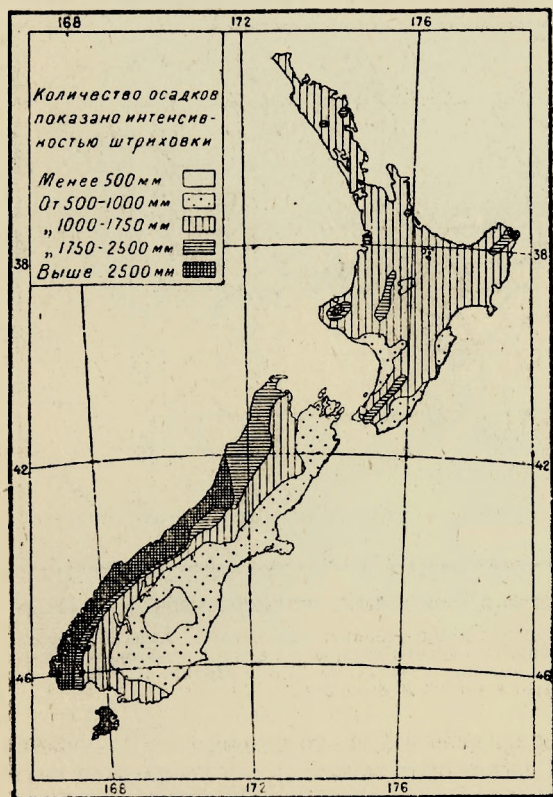 168
172
176
Количество осадков
показано интенсив-
ностью штриховки
Менее 500 мм
От 500-1000 мм
„ 1000-1750 мм
„ 1750-2500 мм
Выше 2500 мм
38
38
42
42
46
46
168
172
176